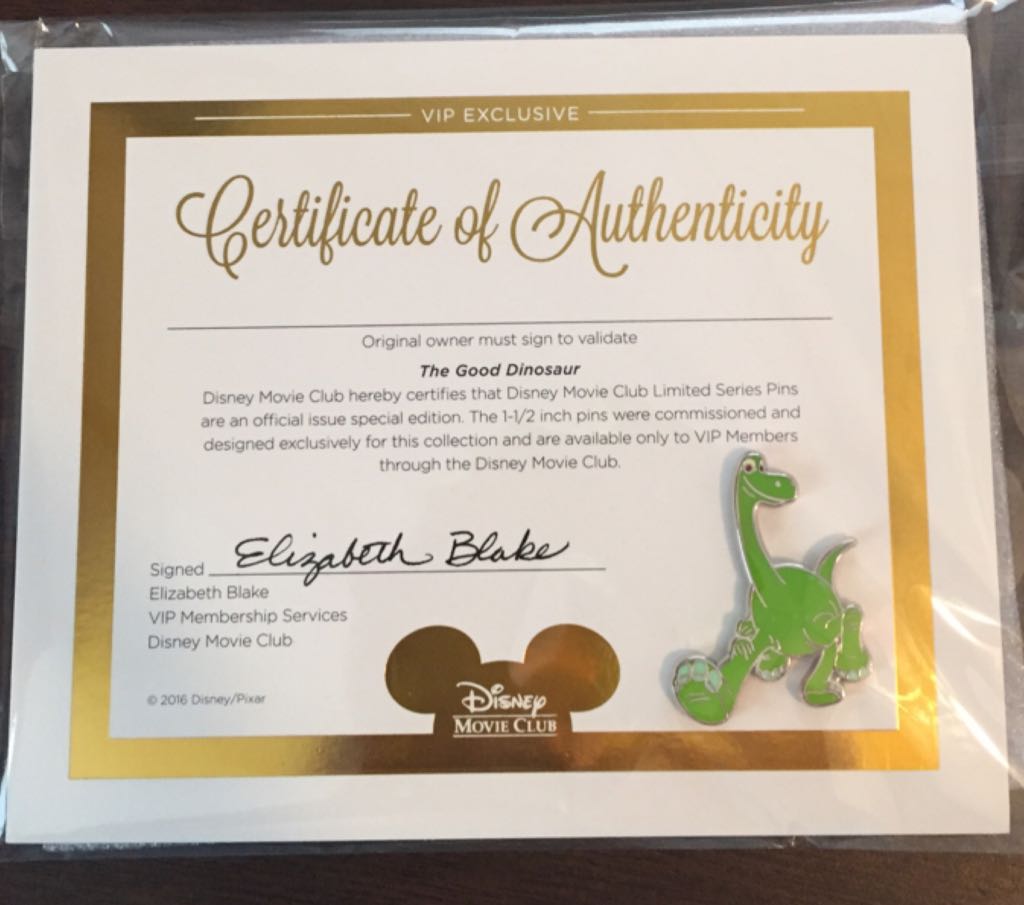 VIP EXCLUSIVE
Certificate of Authenticity
Original owner must sign to validate
The Good Dinosaur
Disney Movie Club hereby certifies that Disney Movie Club Limited Series Pins
are an official issue special edition. The 1-1/2 inch pins were commissioned and
designed exclusively for this collection and are available only to VIP Members
through the Disney Movie Club.
Signed Elizabeth Blake
Elizabeth Blake
VIP Membership Services
Disney Movie Club
© 2016 Disney/Pixar
Disney
MOVIE CLUB